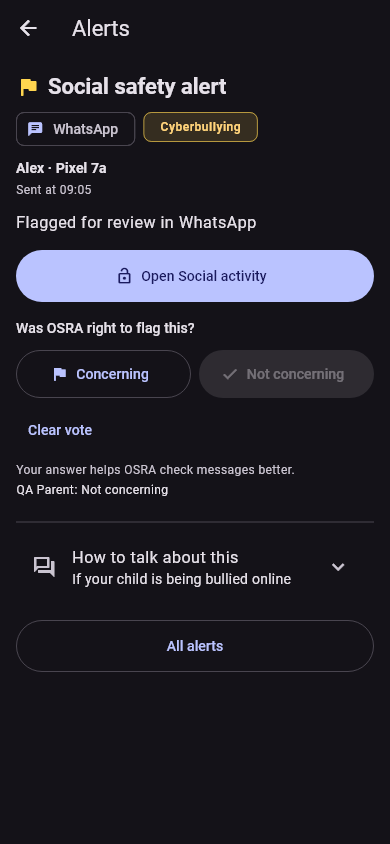 Alerts
Social safety alert
WhatsApp
Cyberbullying
Alex · Pixel 7a
Sent at 09:05
Flagged for review in WhatsApp
Open Social activity
Was OSRA right to flag this?
Concerning
Not concerning
Clear vote
Your answer helps OSRA check messages better.
QA Parent: Not concerning
How to talk about this
If your child is being bullied online
All alerts